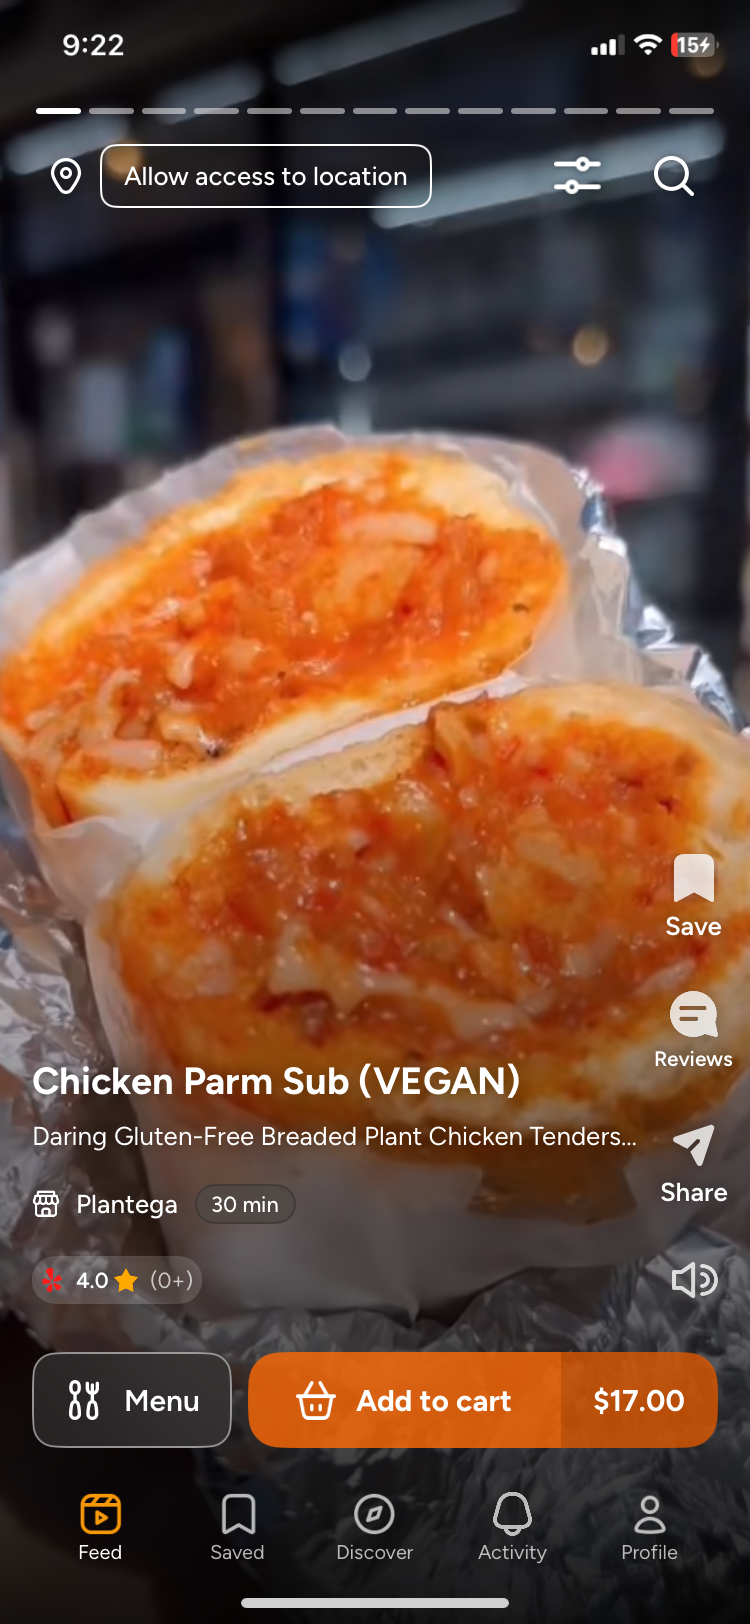 9:22
15
Allow access to location
Save
Reviews
Chicken Parm Sub (VEGAN)
Daring Gluten-Free Breaded Plant Chicken Tenders...
Share
Plantega 30 min
4.0 (0+)
Menu Add to cart $17.00
Feed Saved Discover Activity Profile